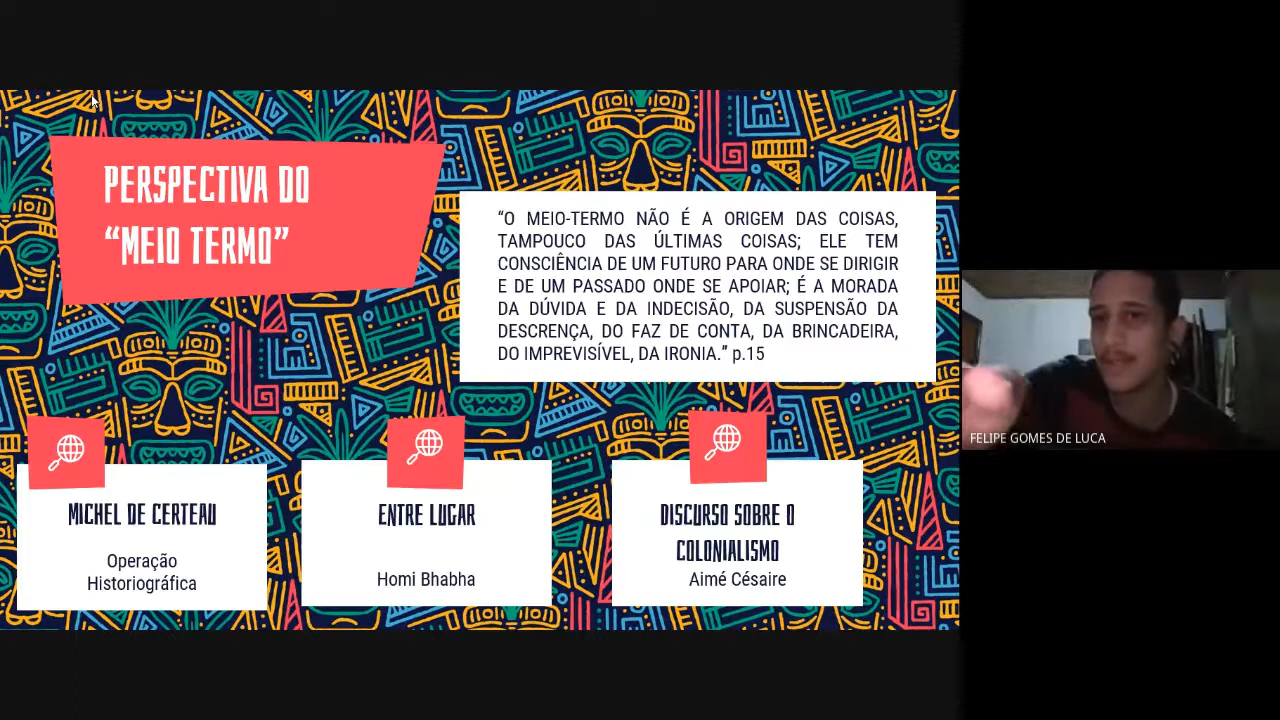 PERSPECTIVA DO
“MEIO TERMO”
“O MEIO-TERMO NÃO É A ORIGEM DAS COISAS,
TAMPOUCO DAS ÚLTIMAS COISAS; ELE TEM
CONSCIÊNCIA DE UM FUTURO PARA ONDE SE DIRIGIR
E DE UM PASSADO ONDE SE APOIAR; É A MORADA
DA DÚVIDA E DA INDECISÃO, DA SUSPENSÃO DA
DESCRENÇA, DO FAZ DE CONTA, DA BRINCADEIRA,
DO IMPREVISÍVEL, DA IRONIA.” p.15
MICHEL DE CERTEAU
Operação
Historiográfica
ENTRE LUGAR
Homi Bhabha
DISCURSO SOBRE O
COLONIALISMO
Aimé Césaire
FELIPE GOMES DE LUCA